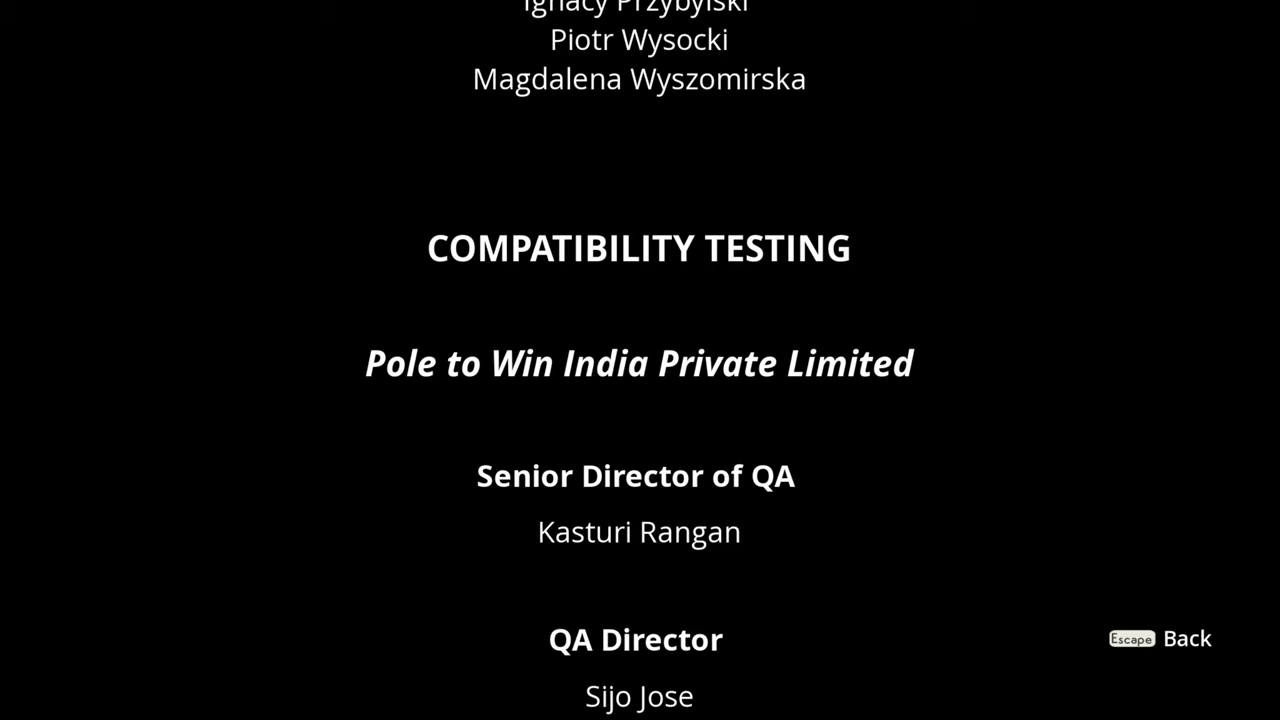 Ignacy Przybylski
Piotr Wysocki
Magdalena Wyszomirska
COMPATIBILITY TESTING
Pole to Win India Private Limited
Senior Director of QA
Kasturi Rangan
QA Director
Escape Back
Sijo Jose